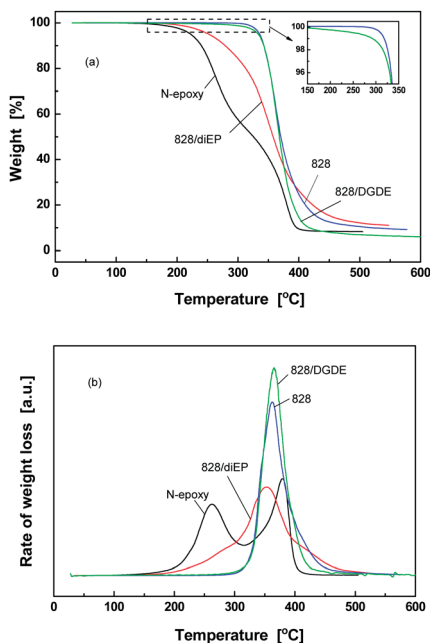 100
80
60
40
20
0
Weight [%]
(a)
N-epoxy
828/diEP
828
828/DGDE
100
98
96
150 200 250 300 350
0 100 200 300 400 500 600
Temperature [°C]
Rate of weight loss [a.u.]
(b)
828/DGDE
828
828/diEP
N-epoxy
0 100 200 300 400 500 600
Temperature [°C]